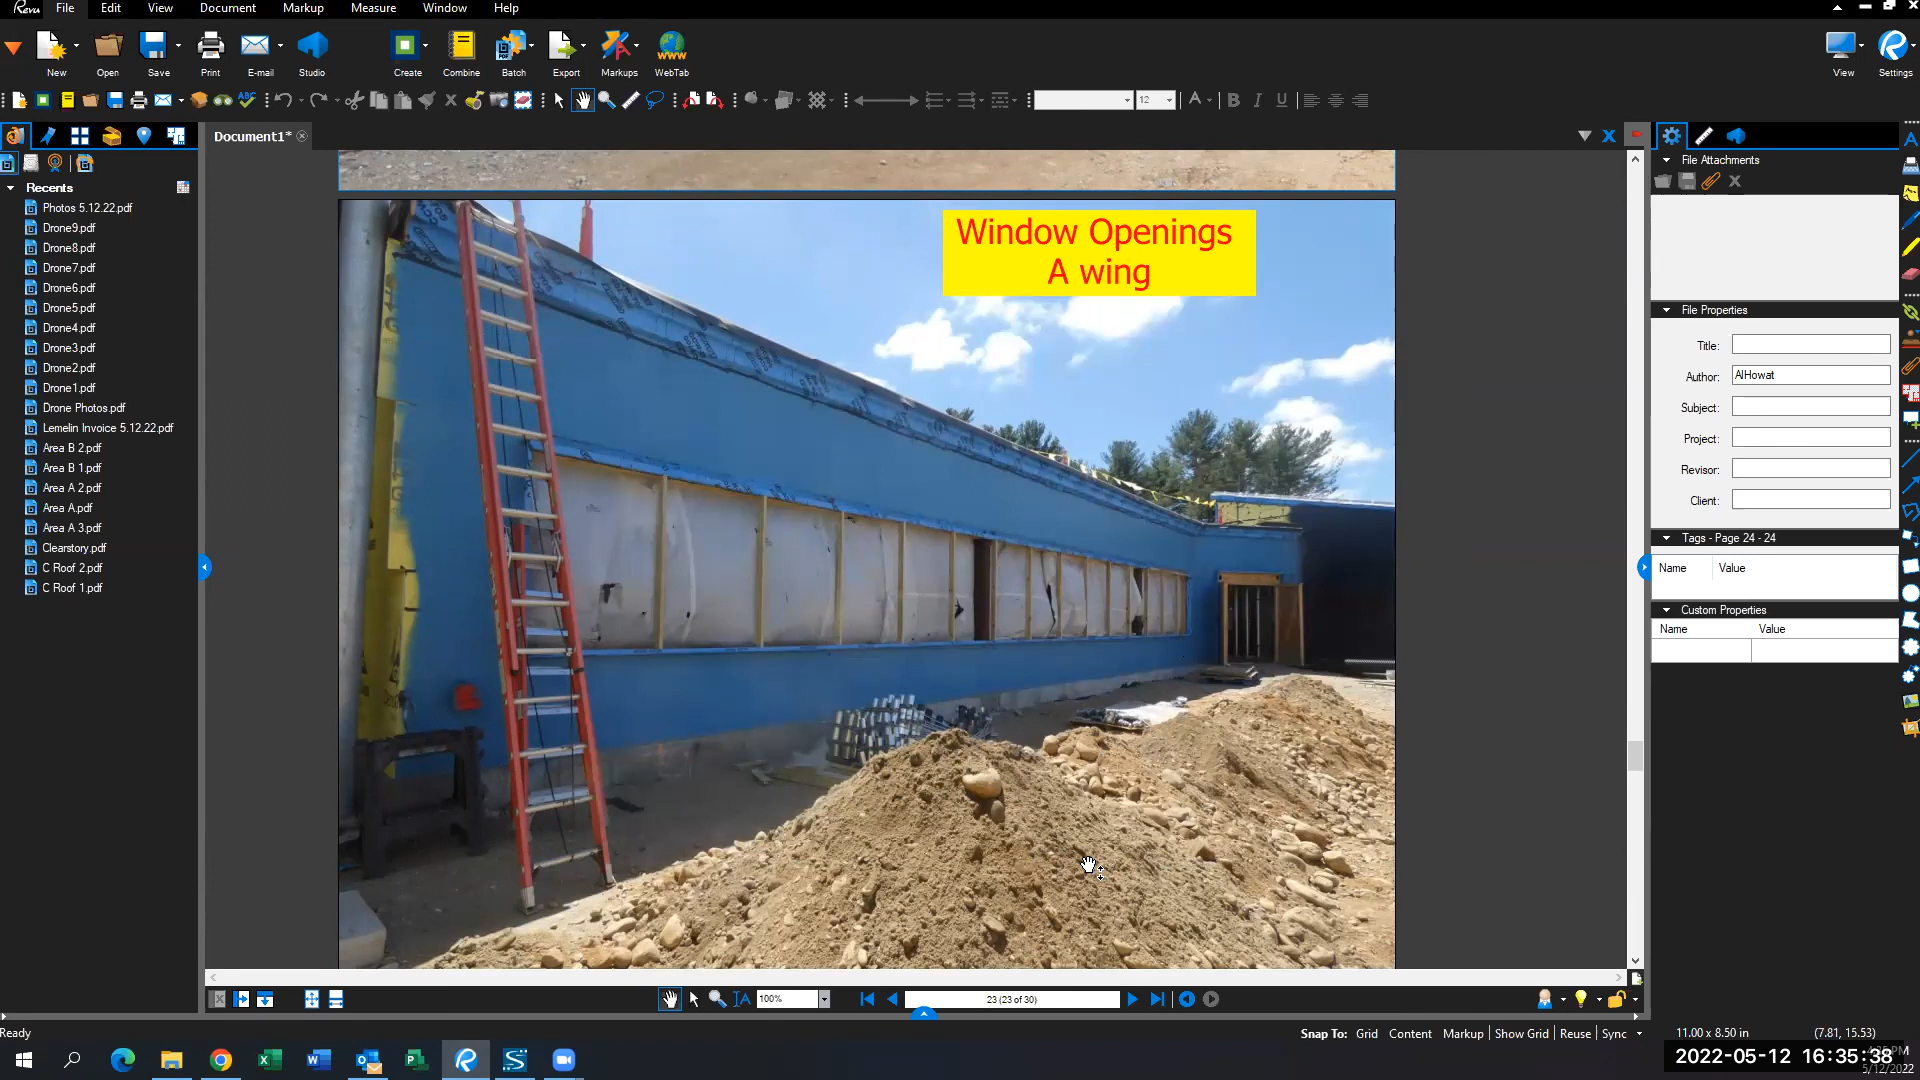 Revu File Edit View Document Markup Measure Window Help
New Open Save Print E-mail Studio Create Combine Batch Export Markups WebTab View Settings
12
Document1*
Recents
Photos 5.12.22.pdf
Drone9.pdf
Drone8.pdf
Drone7.pdf
Drone6.pdf
Drone5.pdf
Drone4.pdf
Drone3.pdf
Drone2.pdf
Drone1.pdf
Drone Photos.pdf
Lemelin Invoice 5.12.22.pdf
Area B 2.pdf
Area B 1.pdf
Area A 2.pdf
Area A.pdf
Area A 3.pdf
Clearstory.pdf
C Roof 2.pdf
C Roof 1.pdf
Window Openings
A wing
File Attachments
File Properties
Title:
Author: AlHowat
Subject:
Project:
Revisor:
Client:
Tags - Page 24 - 24
Name Value
Custom Properties
Name Value
100% 23 (23 of 30)
Ready Snap To: Grid Content Markup Show Grid Reuse Sync 11.00 x 8.50 in (7.81, 15.53)
2022-05-12 16:35:38
5/12/2022